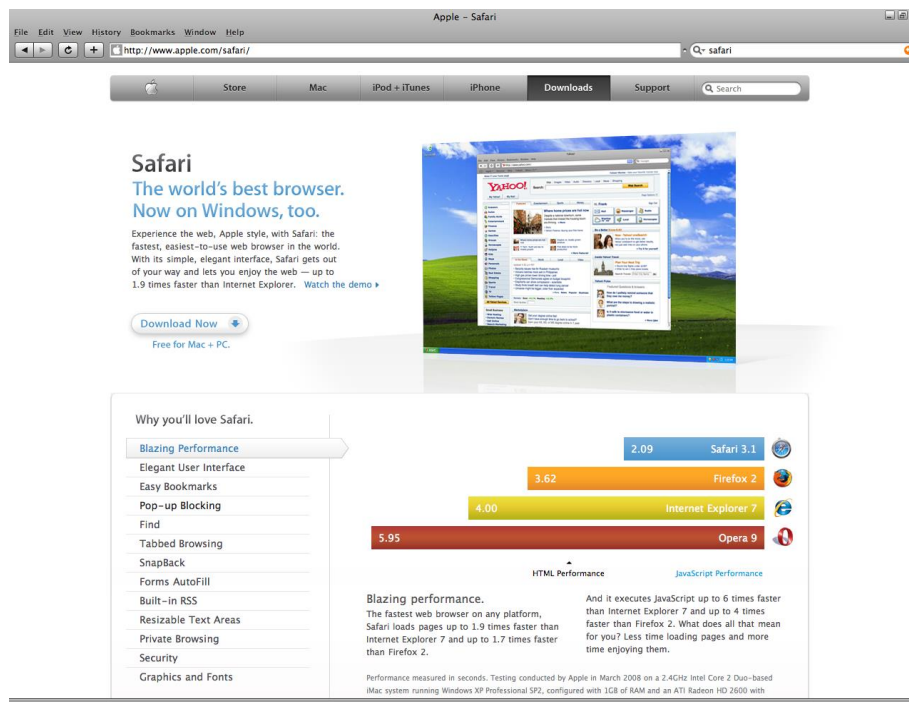 Apple – Safari
File Edit View History Bookmarks Window Help
http://www.apple.com/safari/
safari
Store Mac iPod + iTunes iPhone Downloads Support Search
Safari
The world's best browser.
Now on Windows, too.
Experience the web, Apple style, with Safari: the
fastest, easiest-to-use web browser in the world.
With its simple, elegant interface, Safari gets out
of your way and lets you enjoy the web — up to
1.9 times faster than Internet Explorer. Watch the demo
Download Now
Free for Mac + PC.
YAHOO!
Search:
Web Search
Why you'll love Safari.
Blazing Performance
Elegant User Interface
Easy Bookmarks
Pop-up Blocking
Find
Tabbed Browsing
SnapBack
Forms AutoFill
Built-in RSS
Resizable Text Areas
Private Browsing
Security
Graphics and Fonts
2.09 Safari 3.1
3.62 Firefox 2
4.00 Internet Explorer 7
5.95 Opera 9
HTML Performance JavaScript Performance
Blazing performance.
The fastest web browser on any platform,
Safari loads pages up to 1.9 times faster than
Internet Explorer 7 and up to 1.7 times faster
than Firefox 2.
And it executes JavaScript up to 6 times faster
than Internet Explorer 7 and up to 4 times
faster than Firefox 2. What does all that mean
for you? Less time loading pages and more
time enjoying them.
Performance measured in seconds. Testing conducted by Apple in March 2008 on a 2.4GHz Intel Core 2 Duo-based
iMac system running Windows XP Professional SP2, configured with 1GB of RAM and an ATI Radeon HD 2600 with